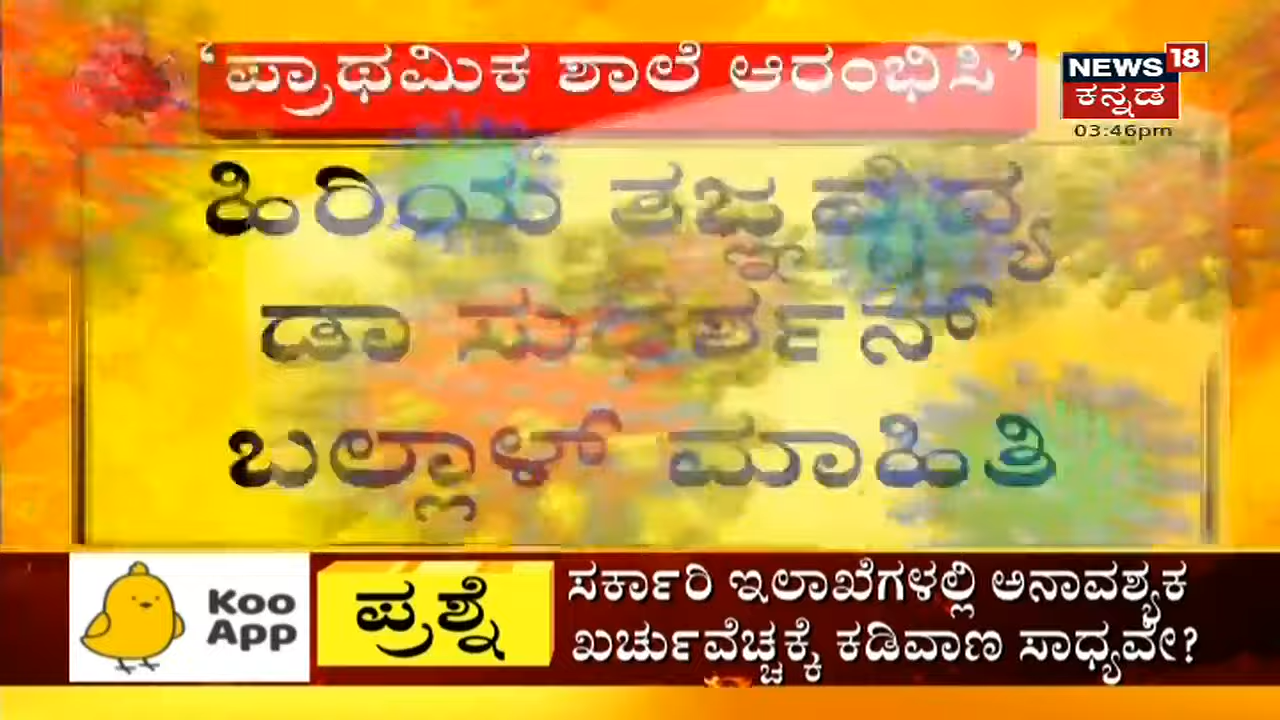 ‘ಪ್ರಾಥಮಿಕ ಶಾಲೆ ಆರಂಭಿಸಿ’
NEWS 18
ಕನ್ನಡ
03:46pm
ಹಿರಿಯ ತಜ್ಞವೈದ್ಯ
ಡಾ ಸುದರ್ಶನ್
ಬಲ್ಲಾಳ್ ಮಾಹಿತಿ
Koo
App
ಪ್ರಶ್ನೆ
ಸರ್ಕಾರಿ ಇಲಾಖೆಗಳಲ್ಲಿ ಅನಾವಶ್ಯಕ
ಖರ್ಚುವೆಚ್ಚಕ್ಕೆ ಕಡಿವಾಣ ಸಾಧ್ಯವೇ?